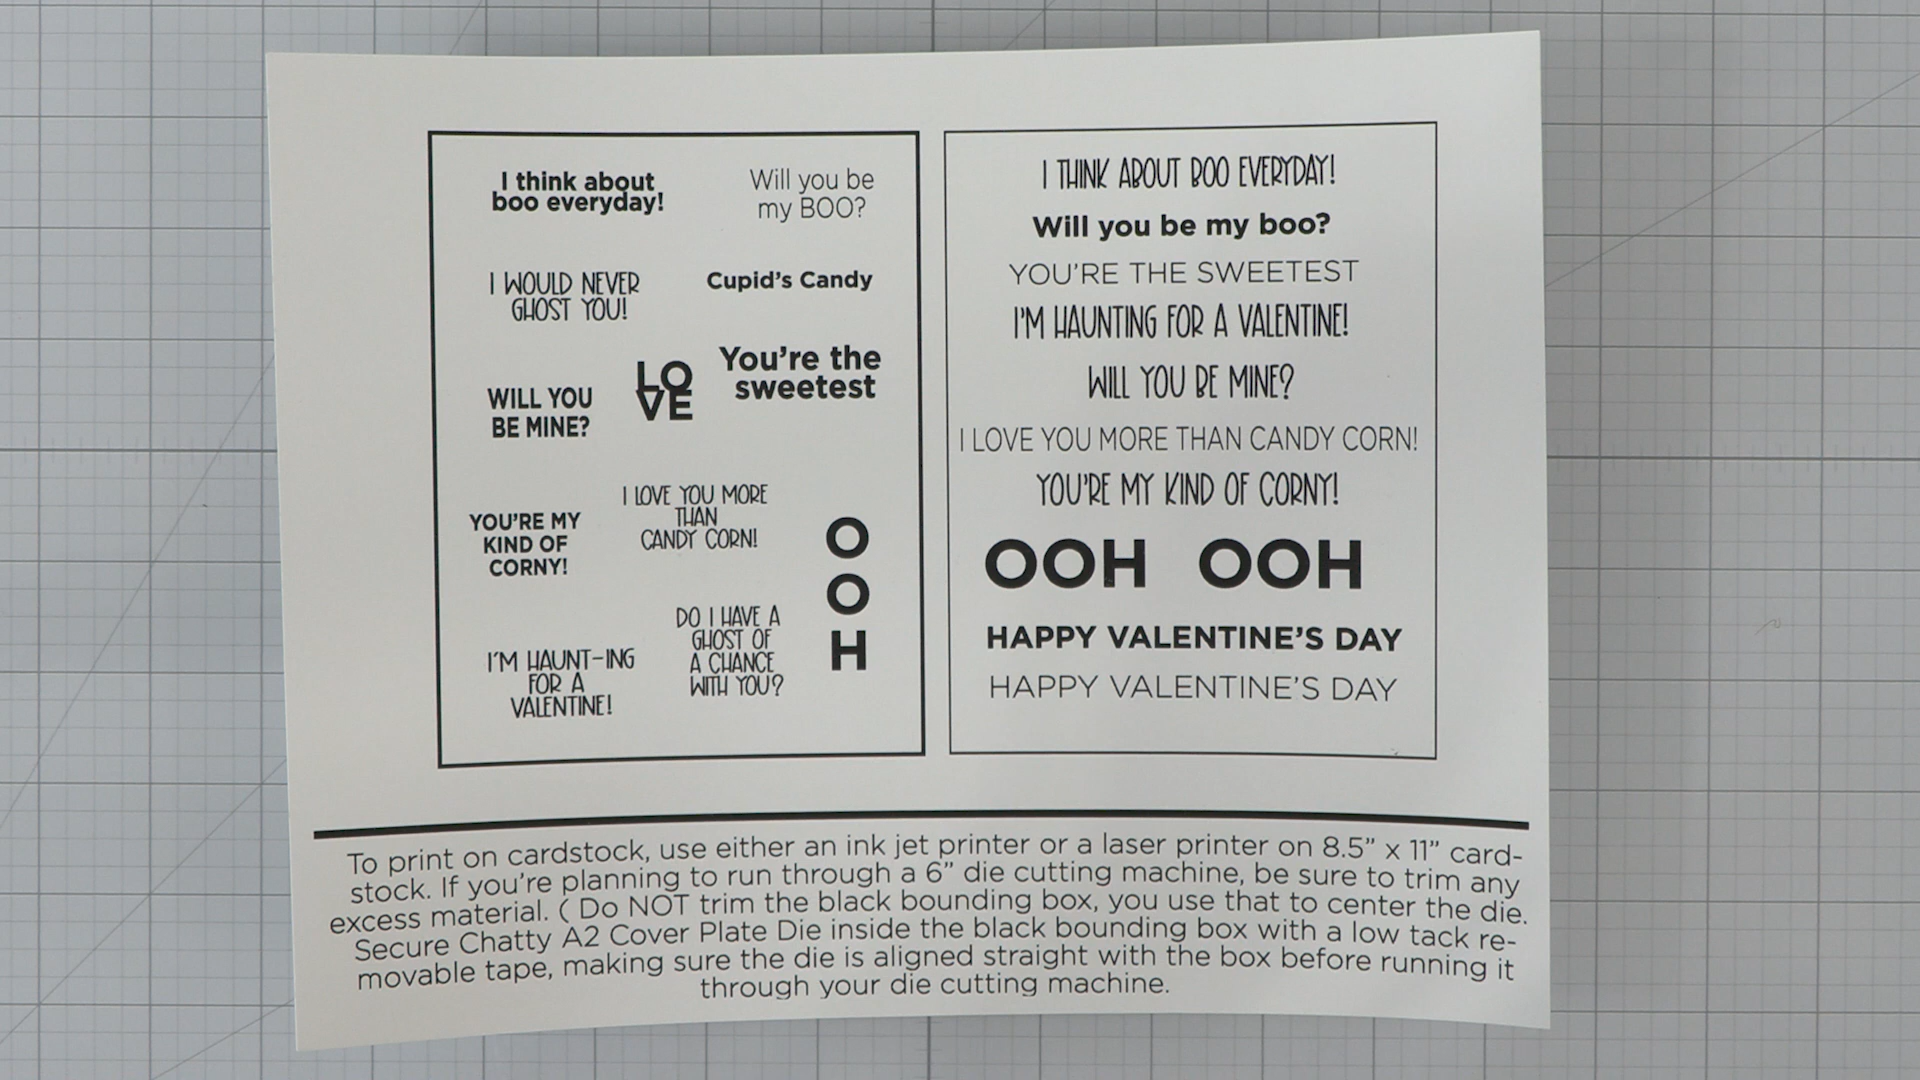 I think about
boo everyday!
Will you be
my BOO?
I WOULD NEVER
GHOST YOU!
Cupid's Candy
WILL YOU
BE MINE?
LO
VE
You're the
sweetest
YOU'RE MY
KIND OF
CORNY!
I LOVE YOU MORE
THAN
CANDY CORN!
O
O
H
I'M HAUNT-ING
FOR A
VALENTINE!
DO I HAVE A
GHOST OF
A CHANCE
WITH YOU?
I THINK ABOUT BOO EVERYDAY!
Will you be my boo?
YOU'RE THE SWEETEST
I'M HAUNTING FOR A VALENTINE!
WILL YOU BE MINE?
I LOVE YOU MORE THAN CANDY CORN!
YOU'RE MY KIND OF CORNY!
OOH OOH
HAPPY VALENTINE'S DAY
HAPPY VALENTINE'S DAY
To print on cardstock, use either an ink jet printer or a laser printer on 8.5" x 11" card-
stock. If you're planning to run through a 6" die cutting machine, be sure to trim any
excess material. ( Do NOT trim the black bounding box, you use that to center the die.
Secure Chatty A2 Cover Plate Die inside the black bounding box with a low tack re-
movable tape, making sure the die is aligned straight with the box before running it
through your die cutting machine.